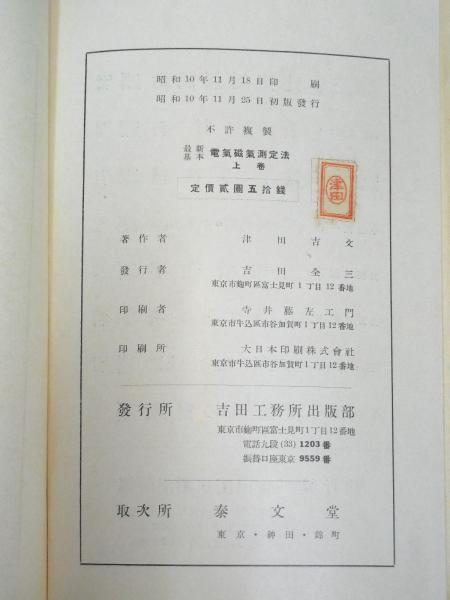 昭和10年11月18日印刷
昭和10年11月25日初版發行
不許複製
最新基本 電氣磁氣測定法
上卷
定價貳圓五拾錢
津田
著作者 津田吉文
發行者 吉田全三
東京市麴町區富士見町1丁目12番地
印刷者 寺井藤左工門
東京市牛込區市谷加賀町1丁目12番地
印刷所 大日本印刷株式會社
東京市牛込區市谷加賀町1丁目12番地
發行所 吉田工務所出版部
東京市麴町區富士見町1丁目12番地
電話九段(33)1203番
振替口座東京 9559番
取次所 泰文堂
東京・神田・錦町